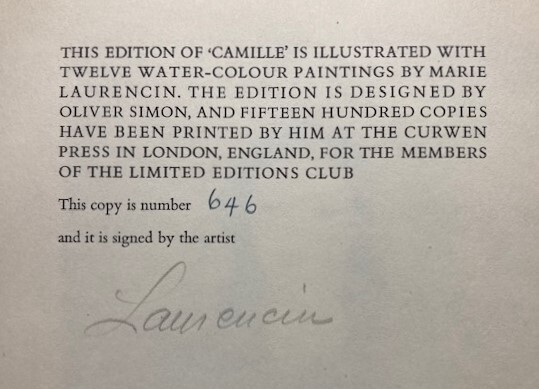 THIS EDITION OF ‘CAMILLE’ IS ILLUSTRATED WITH
TWELVE WATER-COLOUR PAINTINGS BY MARIE
LAURENCIN. THE EDITION IS DESIGNED BY
OLIVER SIMON, AND FIFTEEN HUNDRED COPIES
HAVE BEEN PRINTED BY HIM AT THE CURWEN
PRESS IN LONDON, ENGLAND, FOR THE MEMBERS
OF THE LIMITED EDITIONS CLUB
This copy is number 646
and it is signed by the artist
Laurencin